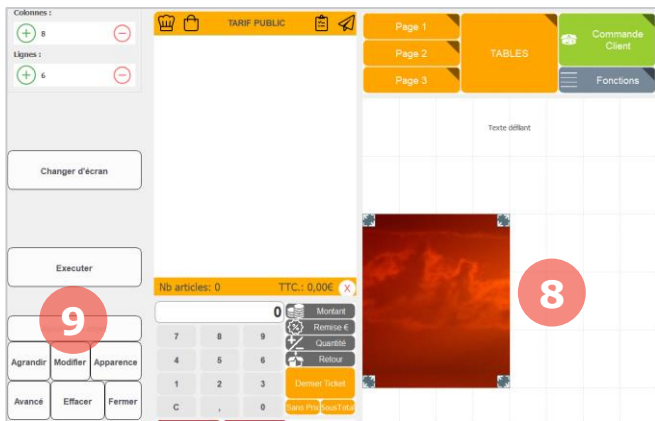 Colonnes :
8
Lignes :
6
Changer d'écran
Executer
9
Agrandir Modifier Apparence
Avancé Effacer Fermer
TARIF PUBLIC
Nb articles: 0 TTC.: 0,00€ X
0
7 8 9
4 5 6
1 2 3
C , 0
Montant
Remise €
Quantité
Retour
Dernier Ticket
Sans Prix SousTotal
Page 1
Page 2
Page 3
TABLES
Commande
Client
Fonctions
Texte défilant
8